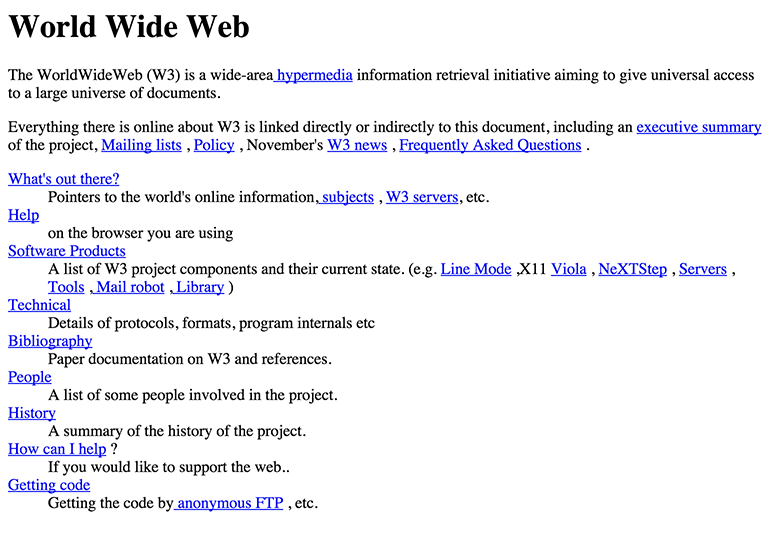 World Wide Web
The WorldWideWeb (W3) is a wide-area hypermedia information retrieval initiative aiming to give universal access
to a large universe of documents.
Everything there is online about W3 is linked directly or indirectly to this document, including an executive summary
of the project, Mailing lists , Policy , November's W3 news , Frequently Asked Questions .
What's out there?
Pointers to the world's online information, subjects , W3 servers, etc.
Help
on the browser you are using
Software Products
A list of W3 project components and their current state. (e.g. Line Mode ,X11 Viola , NeXTStep , Servers ,
Tools , Mail robot , Library )
Technical
Details of protocols, formats, program internals etc
Bibliography
Paper documentation on W3 and references.
People
A list of some people involved in the project.
History
A summary of the history of the project.
How can I help ?
If you would like to support the web..
Getting code
Getting the code by anonymous FTP , etc.